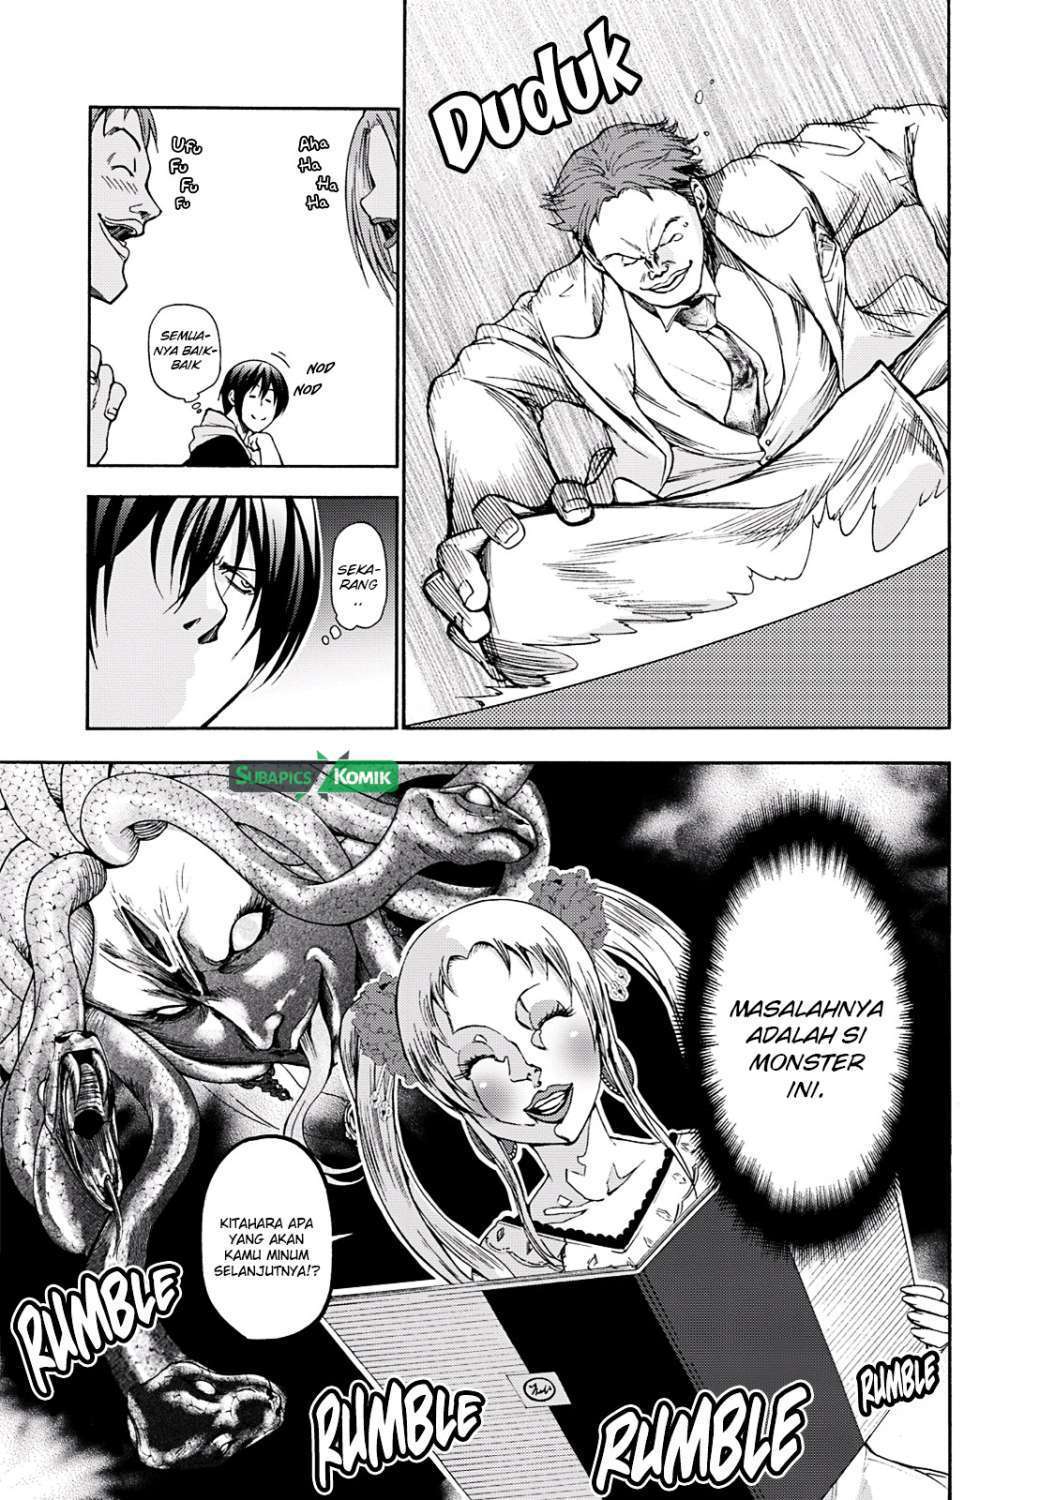 DUDUK
Aha
Ha
Ha
Ha
UFU
FU
FU
FU
SEMUA-
NYA BAIK-
BAIK
NOD
NOD
SEKA-
RANG
..
SUBAPICS KOMIK
MASALAHNYA
ADALAH SI
MONSTER
INI.
KITAHARA APA
YANG AKAN
KAMU MINUM
SELANJUTNYA!?
RUMBLE
RUMBLE
RUMBLE
RUMBLE